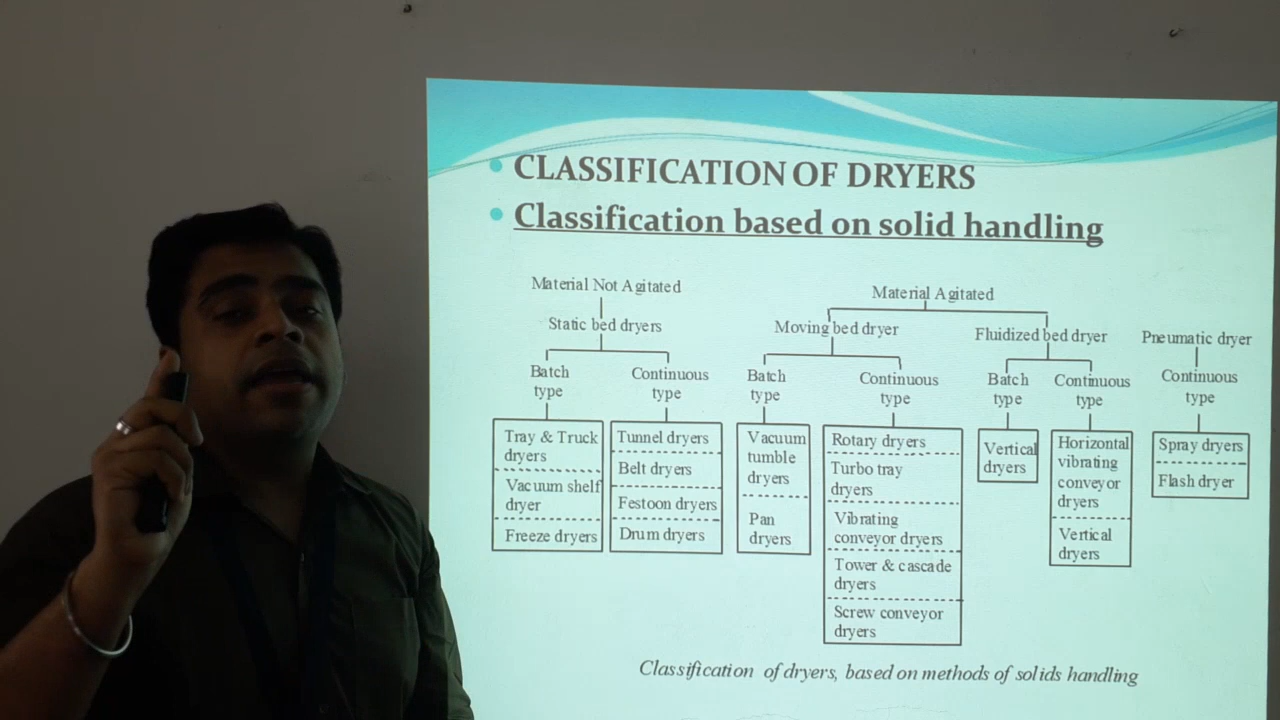 CLASSIFICATION OF DRYERS
Classification based on solid handling
Material Not Agitated
Static bed dryers
Batch
type
Tray & Truck
dryers
Vacuum shelf
dryer
Freeze dryers
Continuous
type
Tunnel dryers
Belt dryers
Festoon dryers
Drum dryers
Material Agitated
Moving bed dryer
Batch
type
Vacuum
tumble
dryers
Pan
dryers
Continuous
type
Rotary dryers
Turbo tray
dryers
Vibrating
conveyor dryers
Tower & cascade
dryers
Screw conveyor
dryers
Fluidized bed dryer
Batch
type
Vertical
dryers
Continuous
type
Horizontal
vibrating
conveyor
dryers
Vertical
dryers
Pneumatic dryer
Continuous
type
Spray dryers
Flash dryer
Classification of dryers, based on methods of solids handling